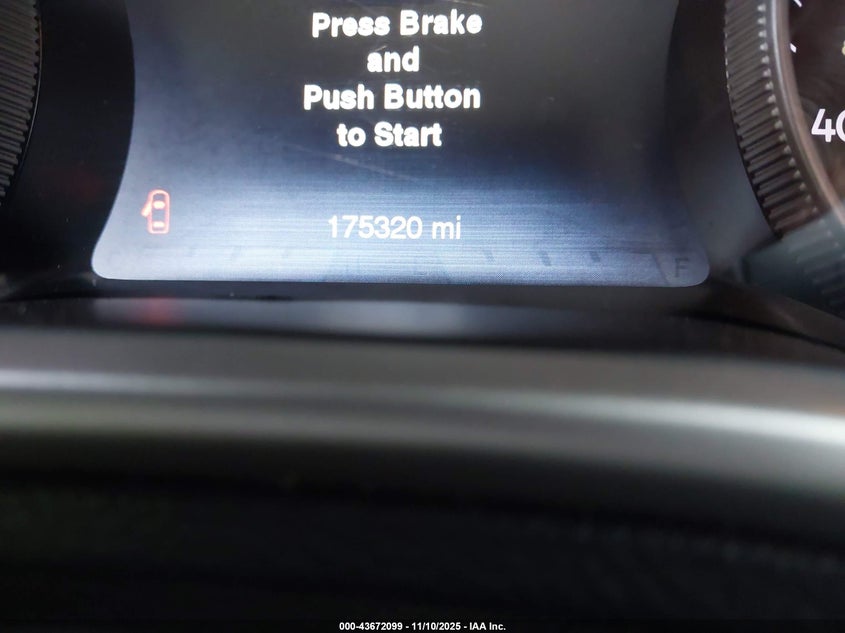 Press Brake
and
Push Button
to Start
40
175320 mi
F
000-43672099 - 11/10/2025 - IAA Inc.